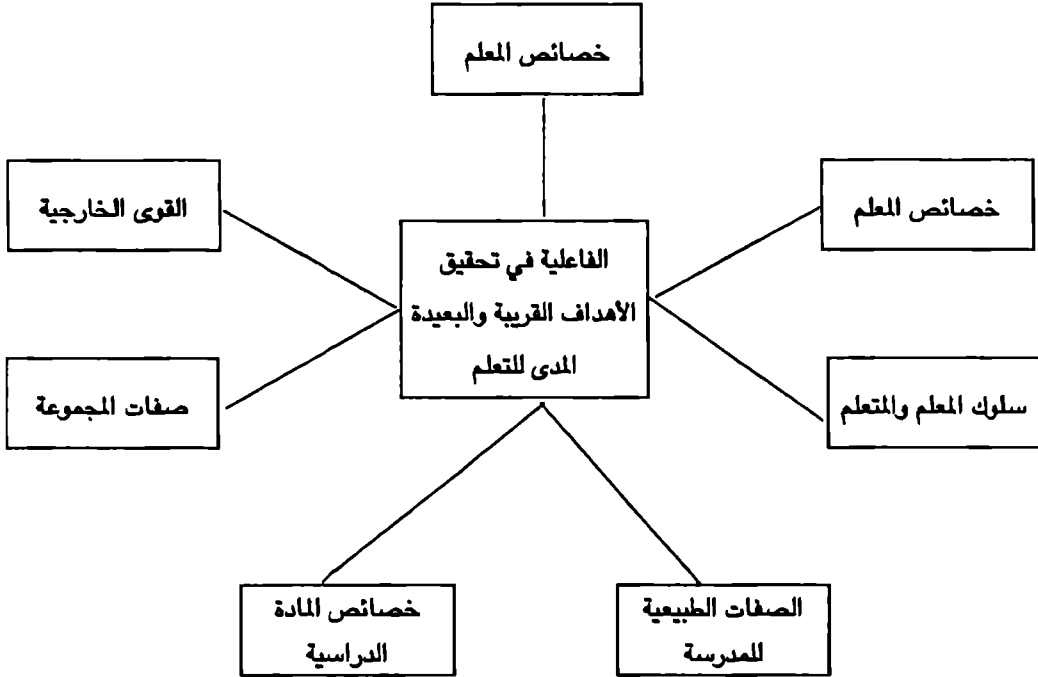 خصائص المعلم
خصائص المعلم
القوى الخارجية
الفاعلية في تحقيق
الأهداف القريبة والبعيدة
المدى للتعلم
سلوك المعلم والمتعلم
صفات المجموعة
الصفات الطبيعية
للمدرسة
خصائص المادة
الدراسية